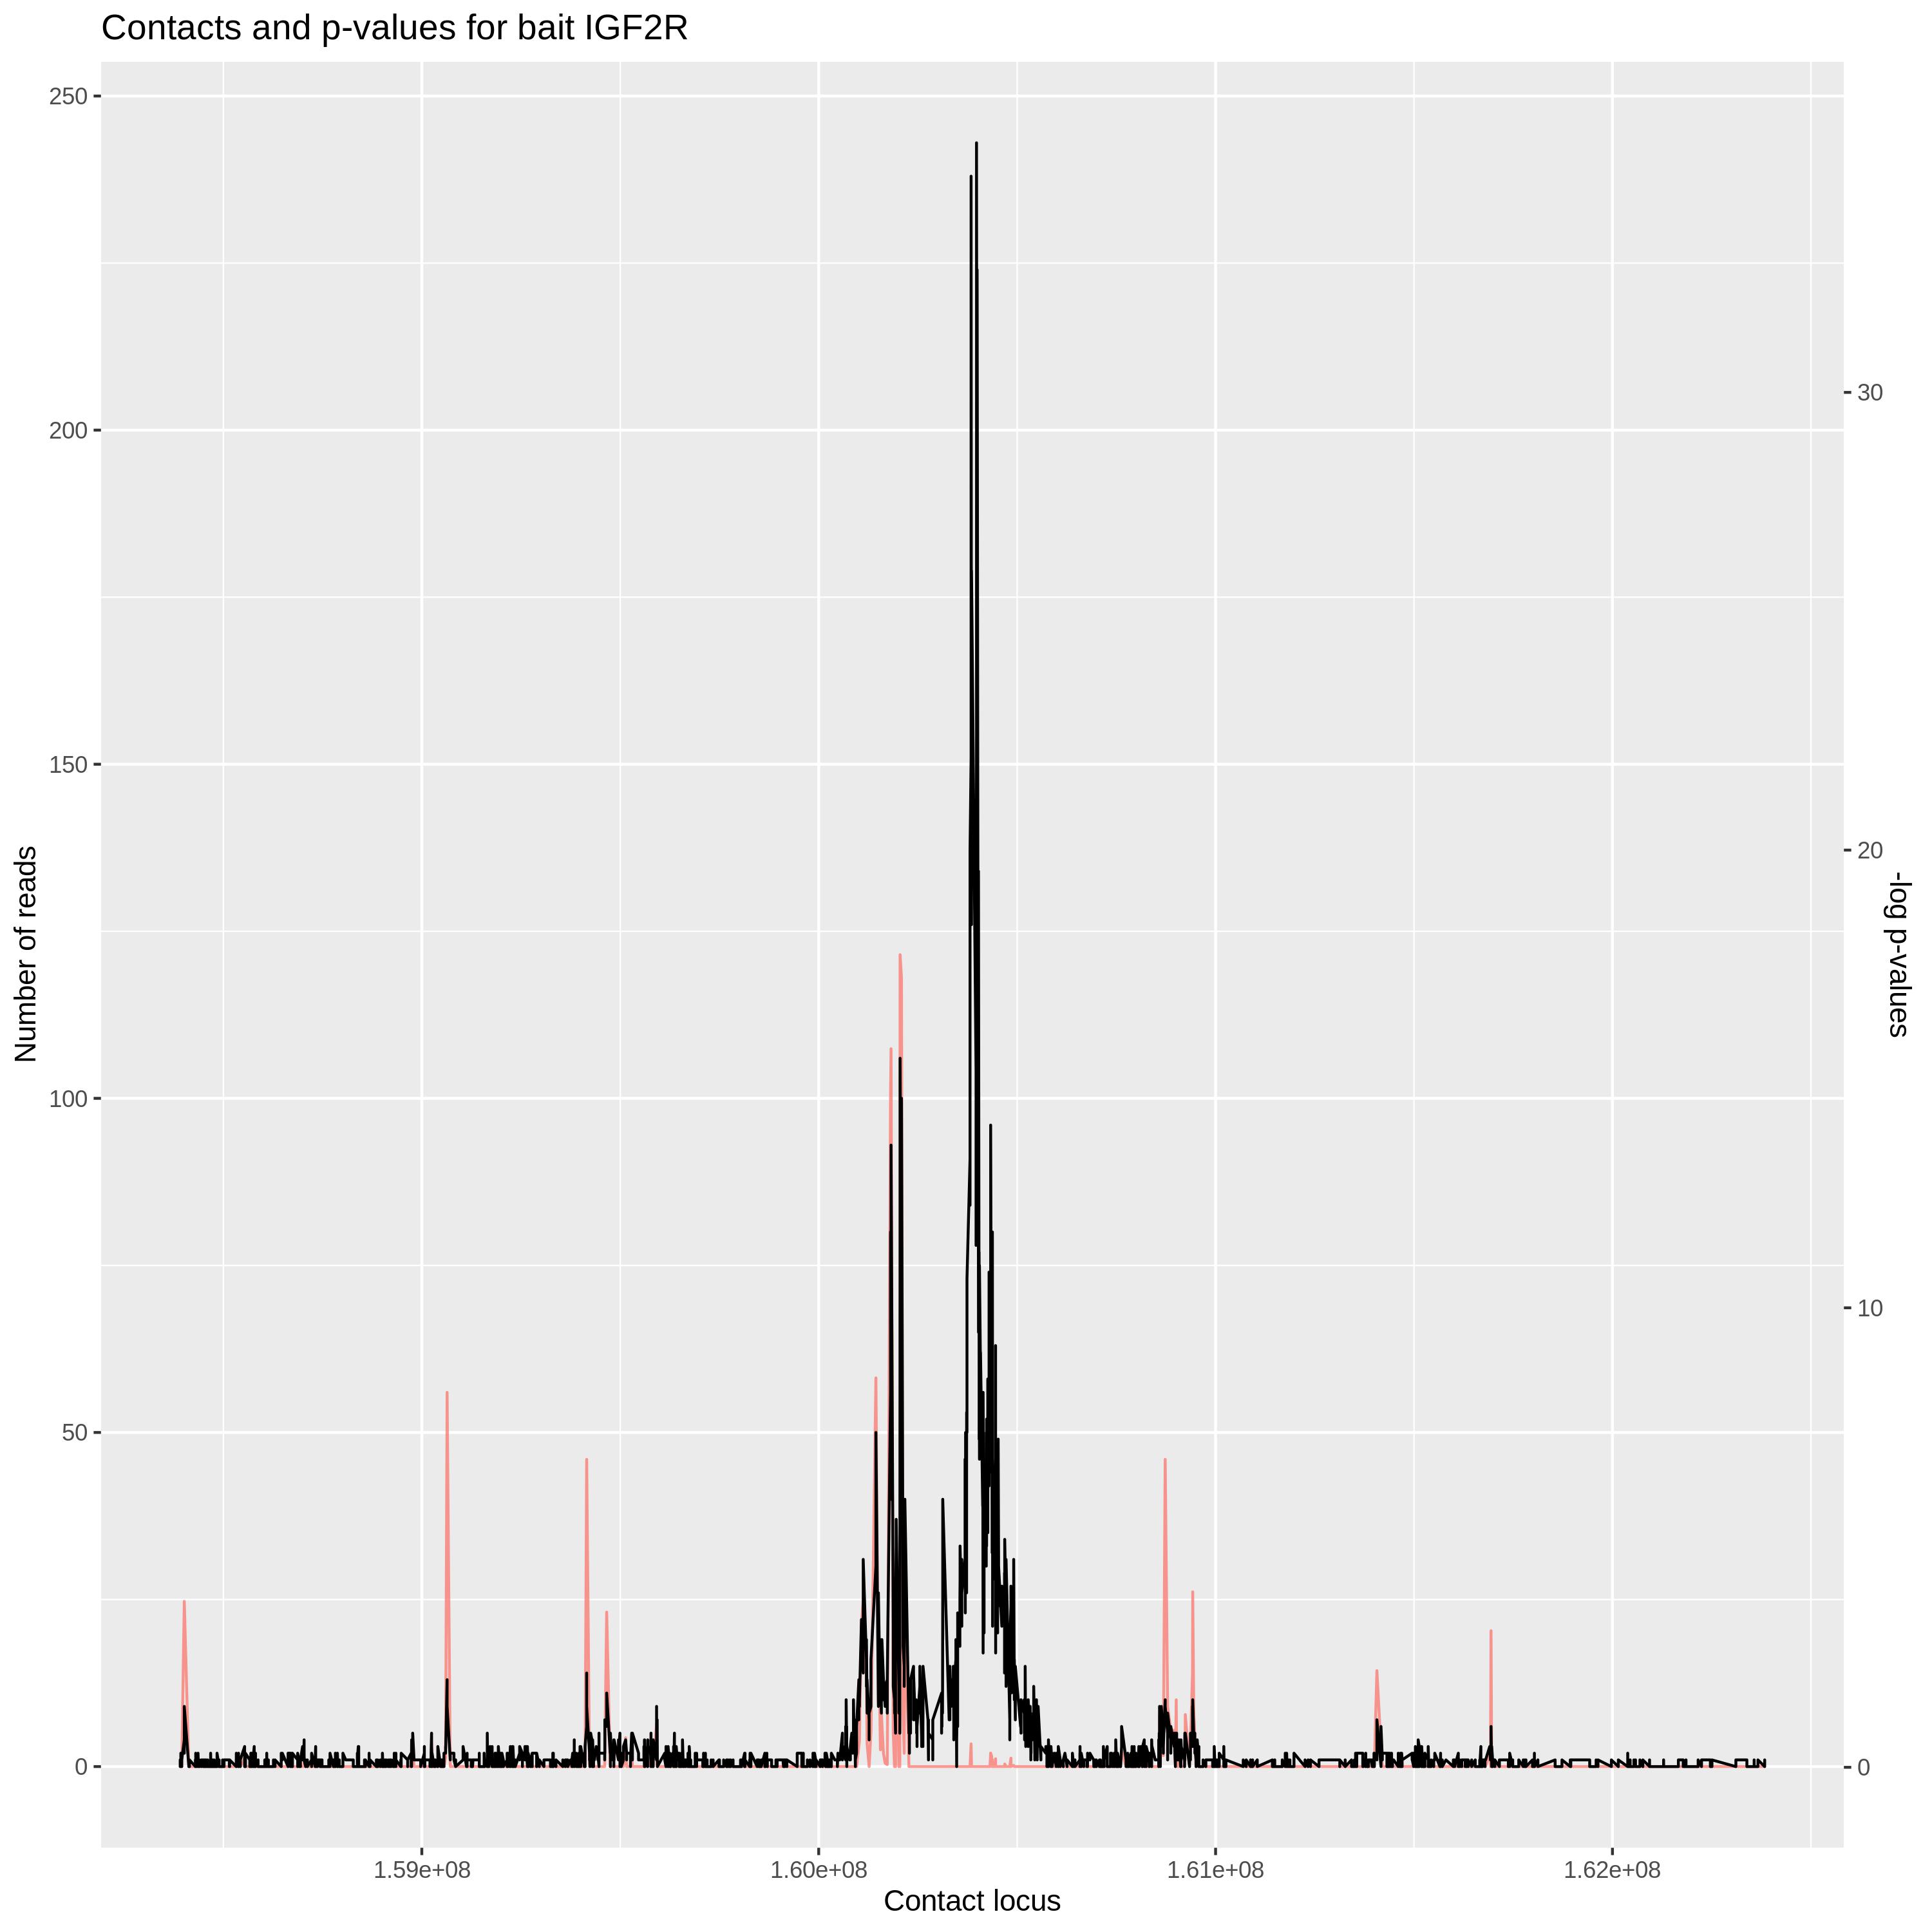 Contacts and p-values for bait IGF2R
250
200
150
100
50
0
Number of reads
30
20
10
0
-log p-values
1.59e+08
1.60e+08
1.61e+08
1.62e+08
Contact locus